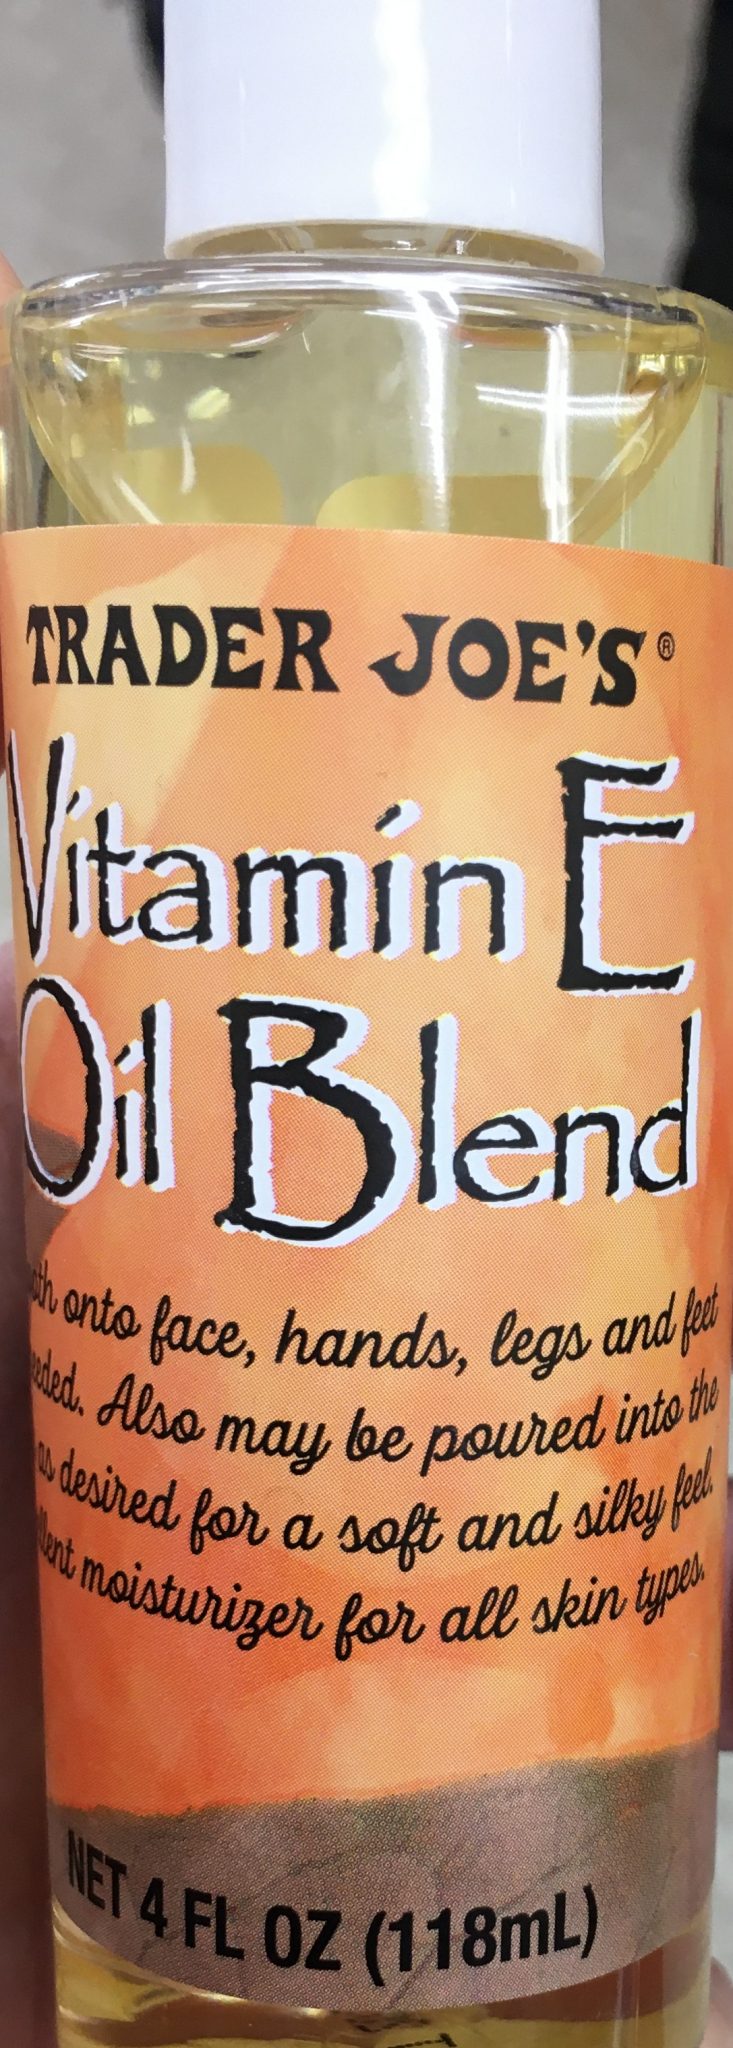 TRADER JOE'S®
Vitamin E
Oil Blend
onto face, hands, legs and feet
Also may be poured into the
as desired for a soft and silky feel.
moisturizer for all skin types.
NET 4 FL OZ (118mL)